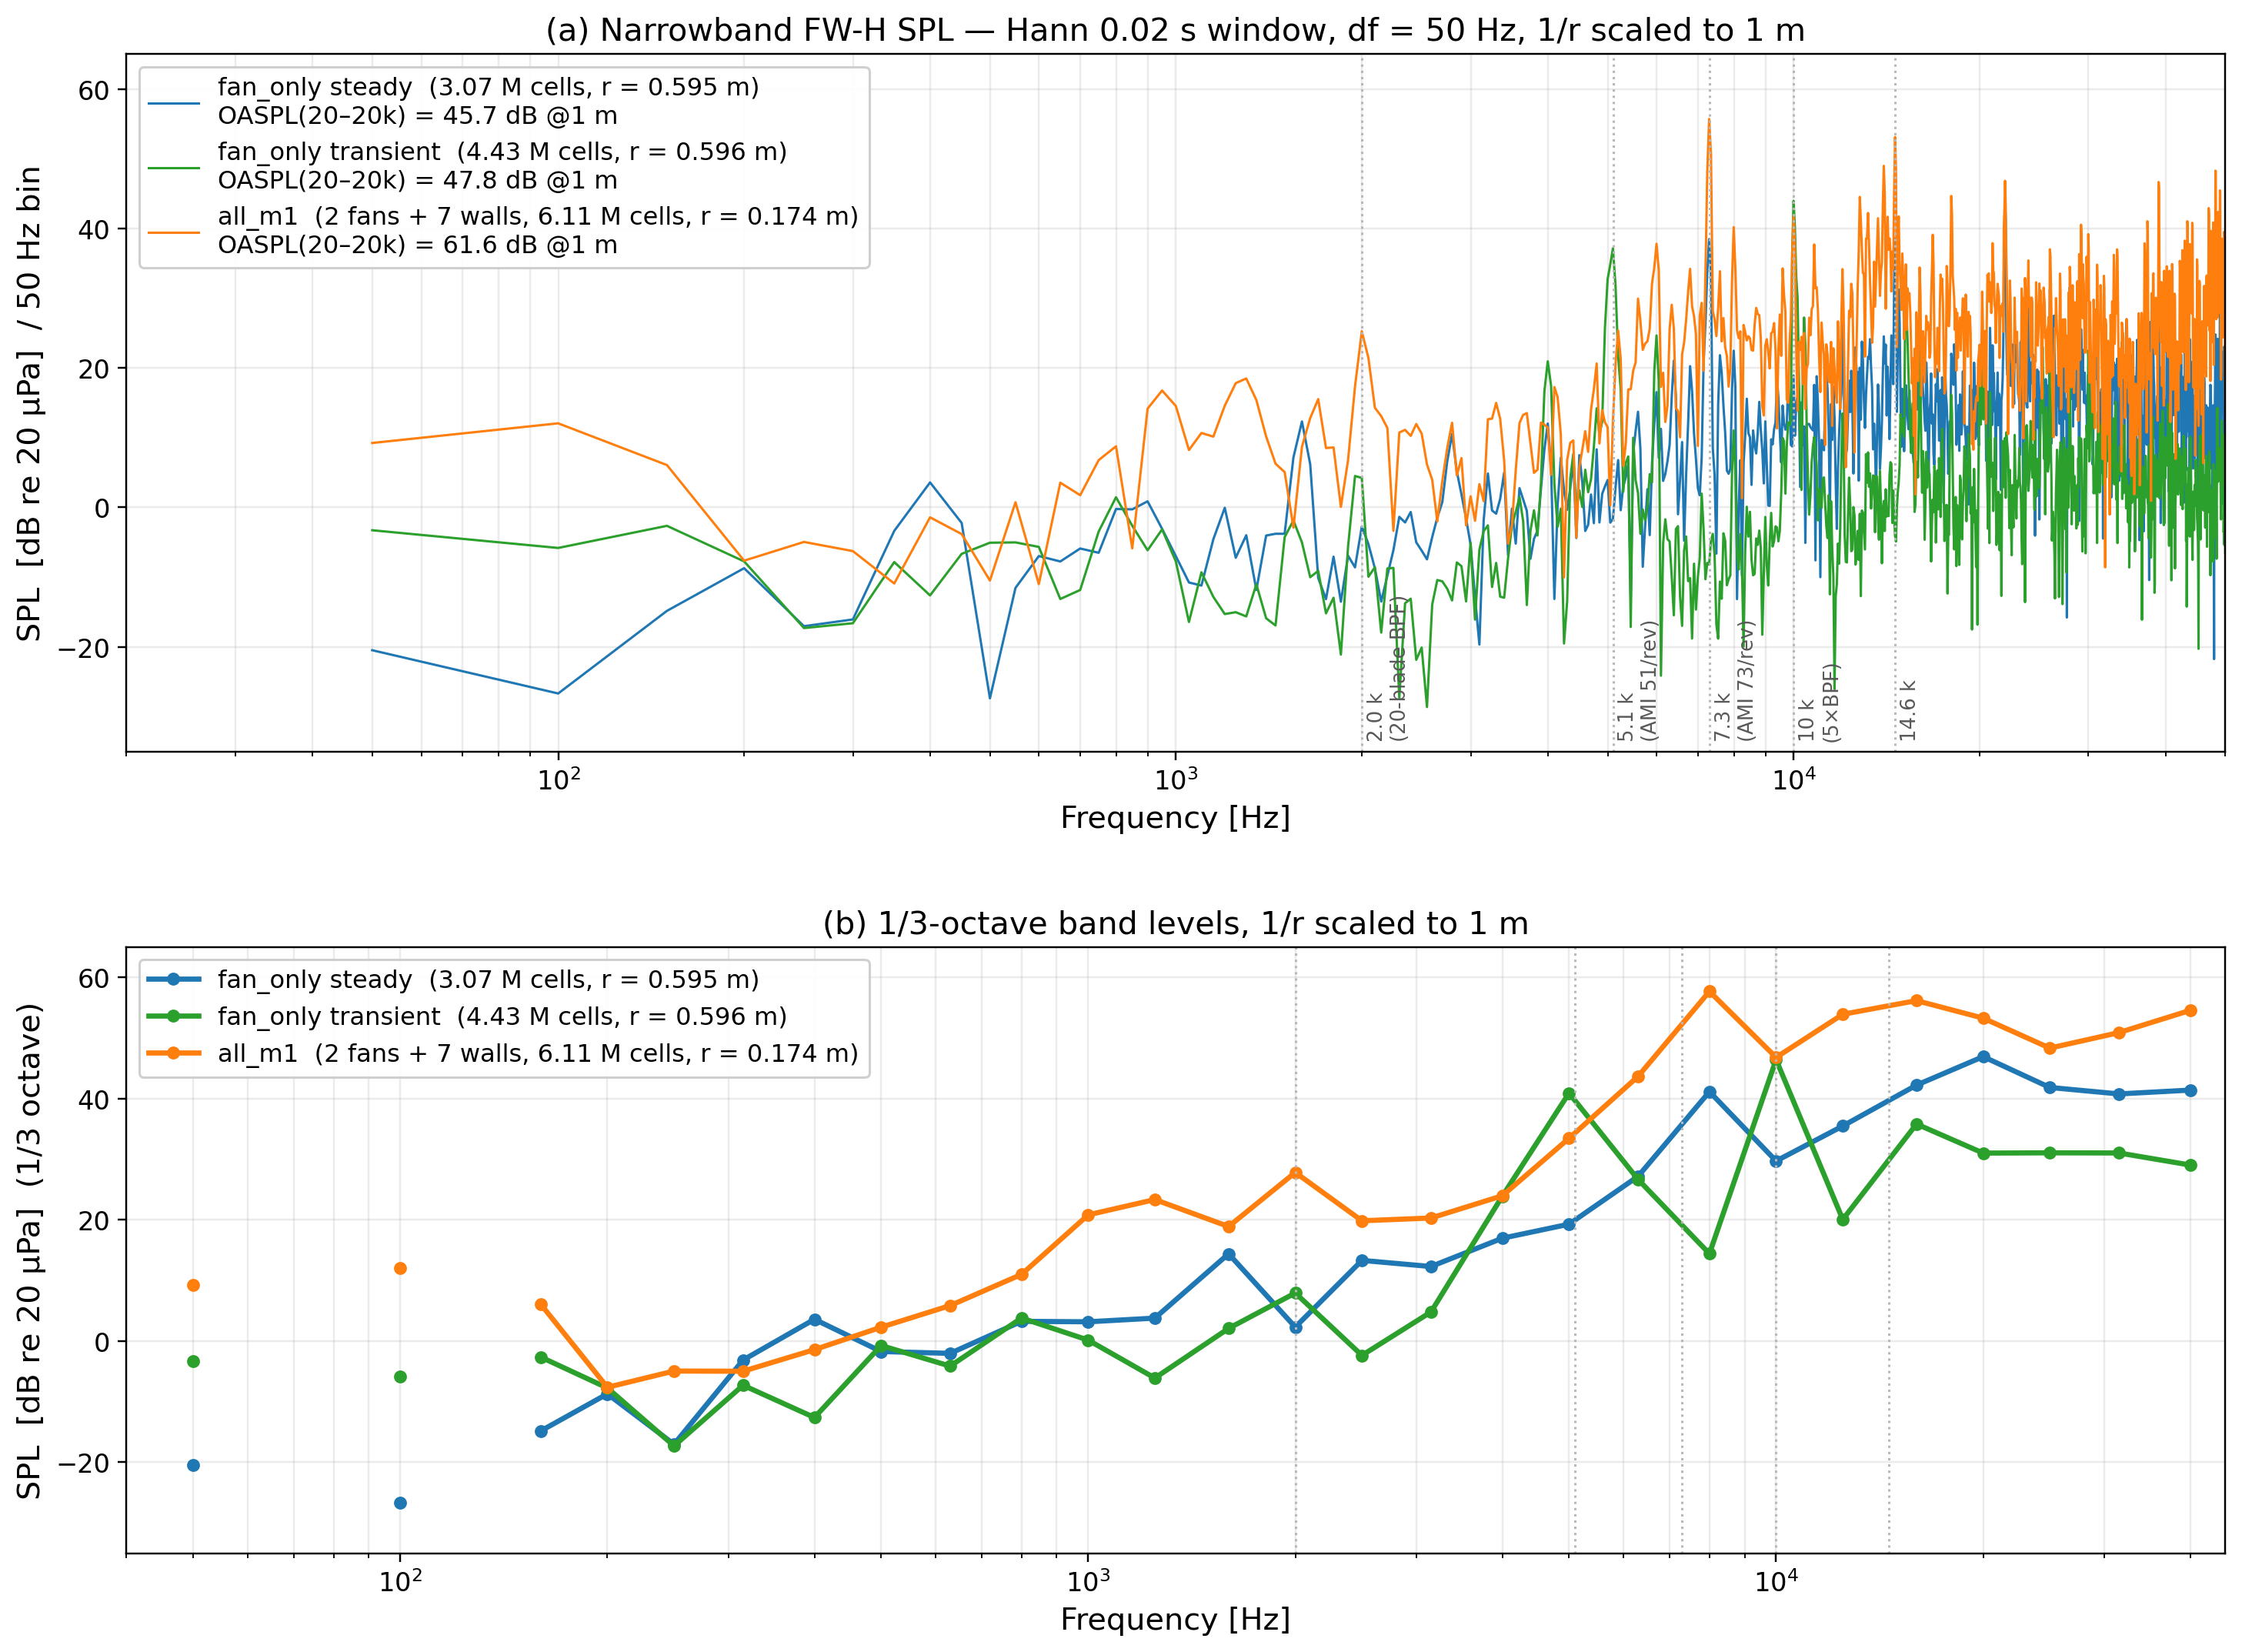 (a) Narrowband FW-H SPL — Hann 0.02 s window, df = 50 Hz, 1/r scaled to 1 m
fan_only steady  (3.07 M cells, r = 0.595 m)
OASPL(20–20k) = 45.7 dB @1 m
fan_only transient  (4.43 M cells, r = 0.596 m)
OASPL(20–20k) = 47.8 dB @1 m
all_m1  (2 fans + 7 walls, 6.11 M cells, r = 0.174 m)
OASPL(20–20k) = 61.6 dB @1 m
SPL  [dB re 20 µPa]  / 50 Hz bin
60
40
20
0
−20
2.0 k
(20-blade BPF)
5.1 k
(AMI 51/rev)
7.3 k
(AMI 73/rev)
10 k
(5×BPF)
14.6 k
10²
10³
10⁴
Frequency [Hz]
(b) 1/3-octave band levels, 1/r scaled to 1 m
fan_only steady  (3.07 M cells, r = 0.595 m)
fan_only transient  (4.43 M cells, r = 0.596 m)
all_m1  (2 fans + 7 walls, 6.11 M cells, r = 0.174 m)
SPL  [dB re 20 µPa]  (1/3 octave)
60
40
20
0
−20
10²
10³
10⁴
Frequency [Hz]